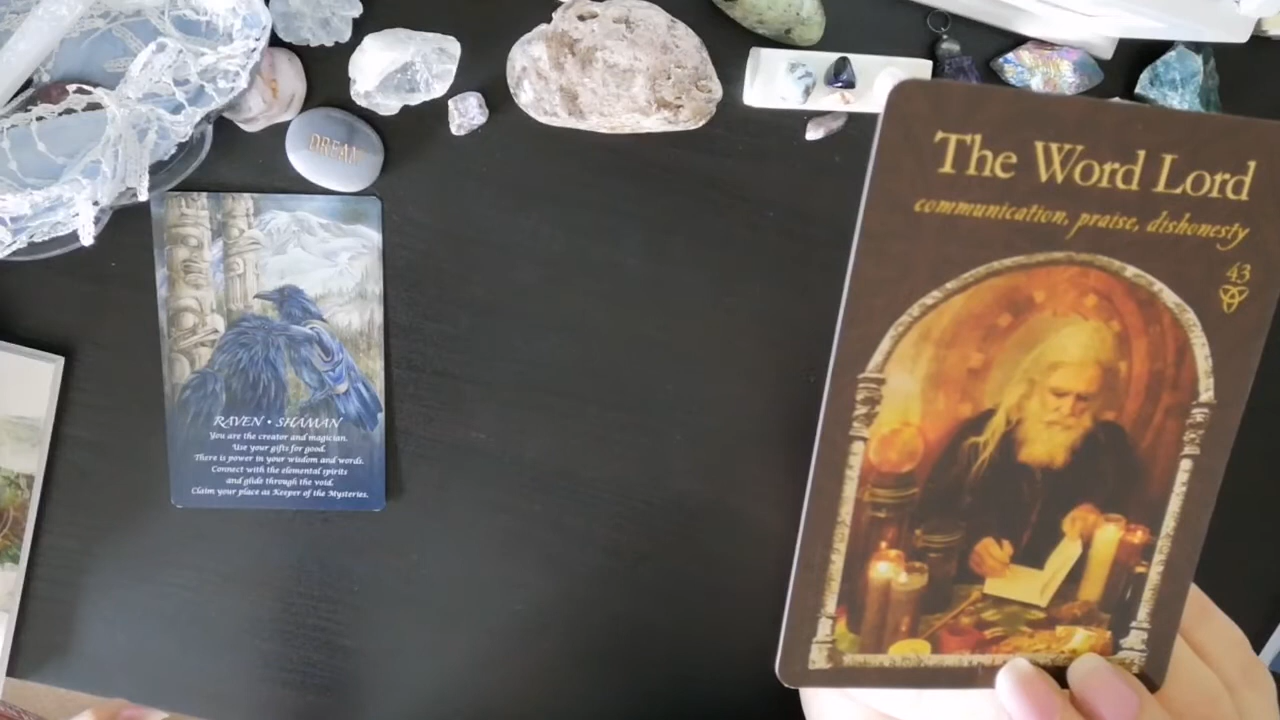 DREAM
RAVEN • SHAMAN
You are the creator and magician.
Use your gifts for good.
There is power in your wisdom and words.
Connect with the elemental spirits
and glide through the void.
Claim your place as Keeper of the Mysteries.
The Word Lord
communication, praise, dishonesty
43